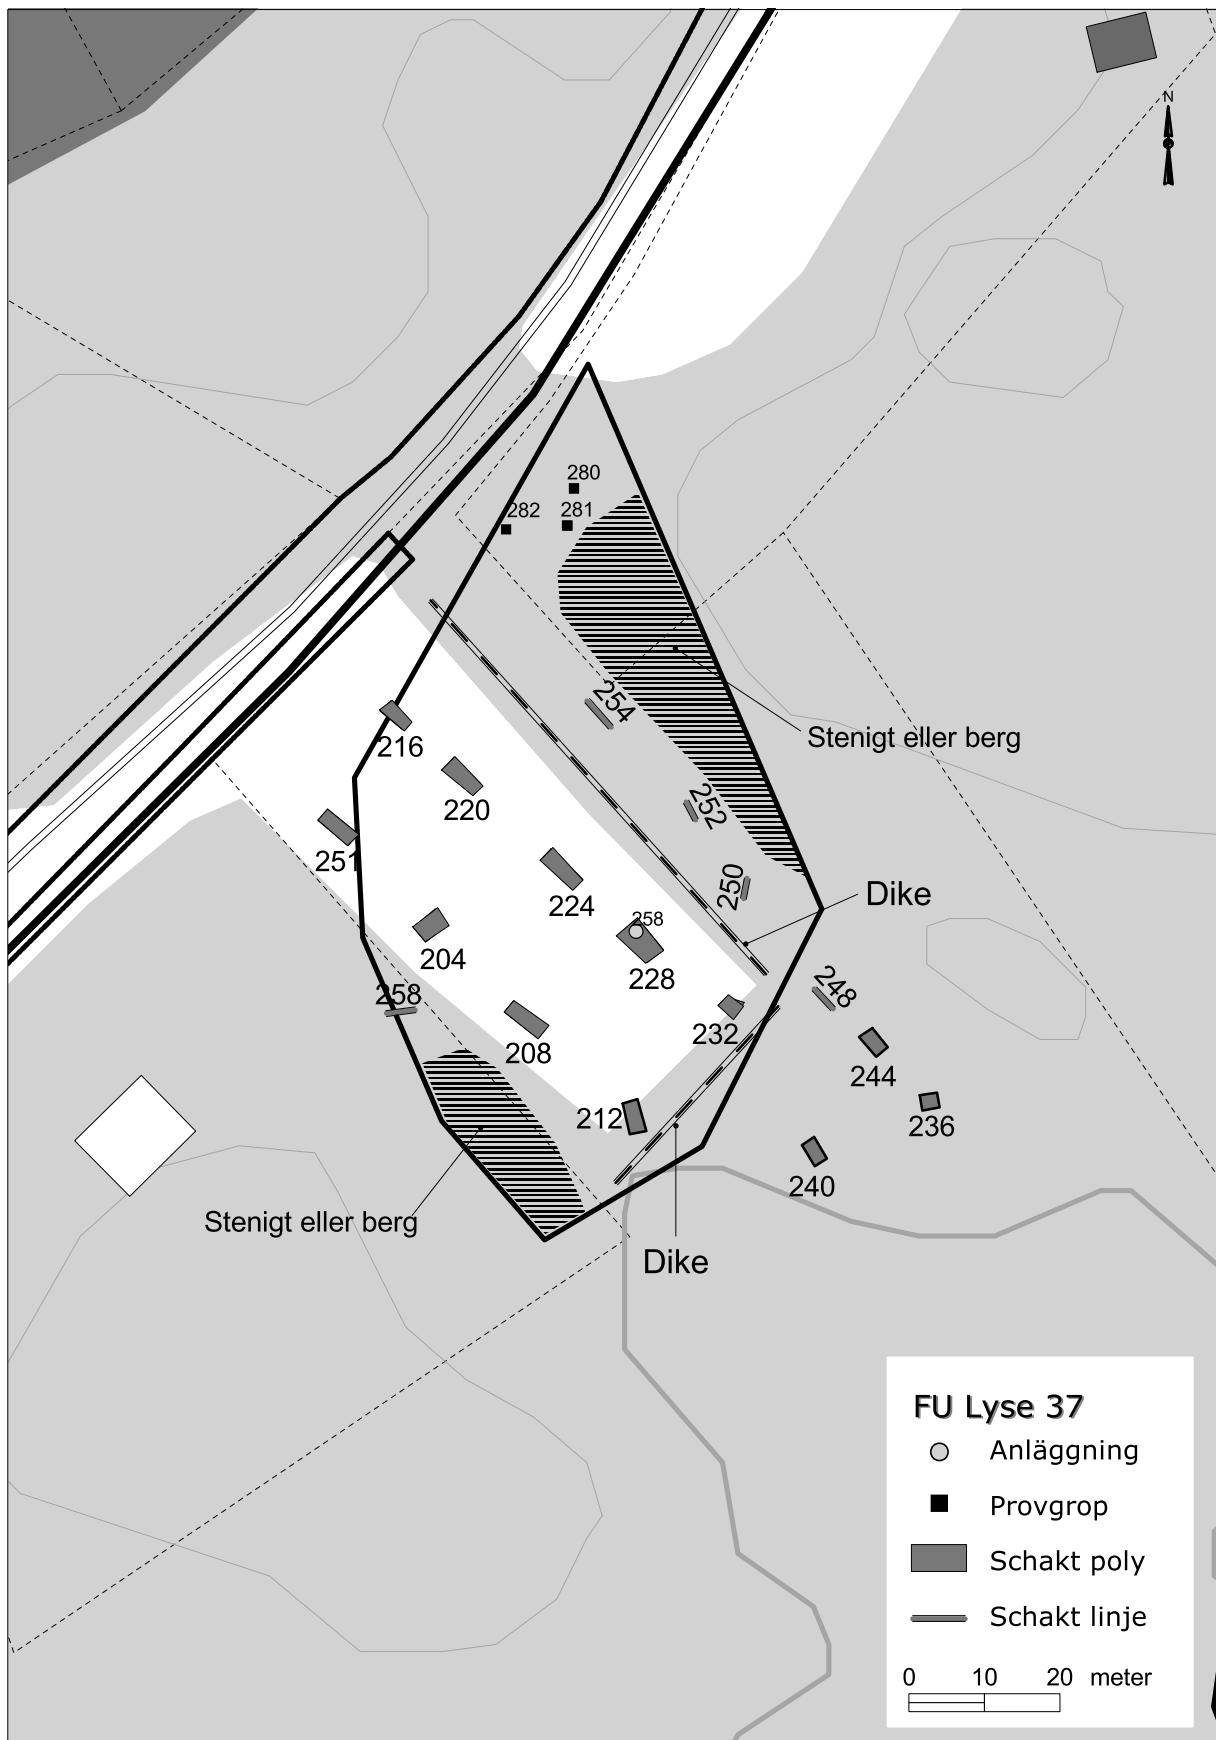 N
280
282
281
254
Stenigt eller berg
216
220
252
251
250
Dike
224
258
204
228
258
248
232
208
244
212
236
240
Stenigt eller berg
Dike
FU Lyse 37
Anläggning
Provgrop
Schakt poly
Schakt linje
0 10 20 meter